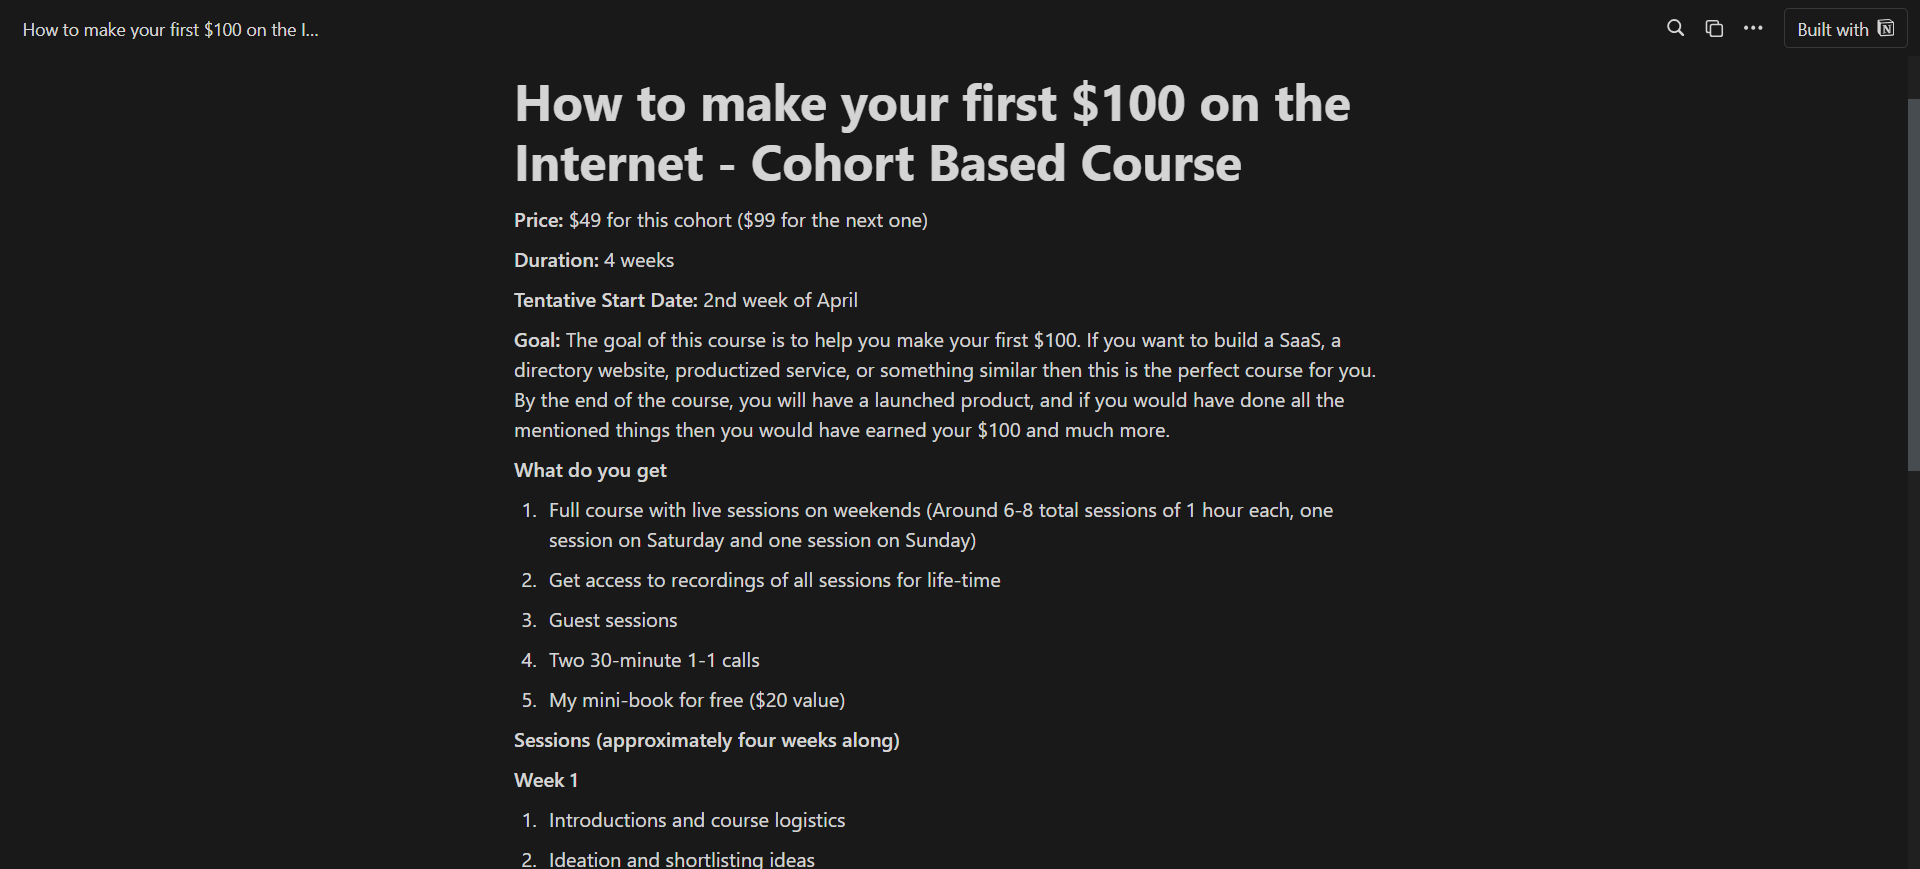 How to make your first $100 on the I...
Built with
How to make your first $100 on the
Internet - Cohort Based Course
Price: $49 for this cohort ($99 for the next one)
Duration: 4 weeks
Tentative Start Date: 2nd week of April
Goal: The goal of this course is to help you make your first $100. If you want to build a SaaS, a
directory website, productized service, or something similar then this is the perfect course for you.
By the end of the course, you will have a launched product, and if you would have done all the
mentioned things then you would have earned your $100 and much more.
What do you get
1. Full course with live sessions on weekends (Around 6-8 total sessions of 1 hour each, one
session on Saturday and one session on Sunday)
2. Get access to recordings of all sessions for life-time
3. Guest sessions
4. Two 30-minute 1-1 calls
5. My mini-book for free ($20 value)
Sessions (approximately four weeks along)
Week 1
1. Introductions and course logistics
2. Ideation and shortlisting ideas